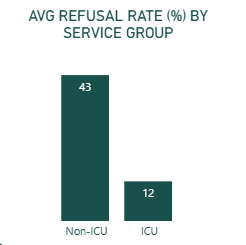 AVG REFUSAL RATE (%) BY
SERVICE GROUP
43
12
Non-ICU
ICU